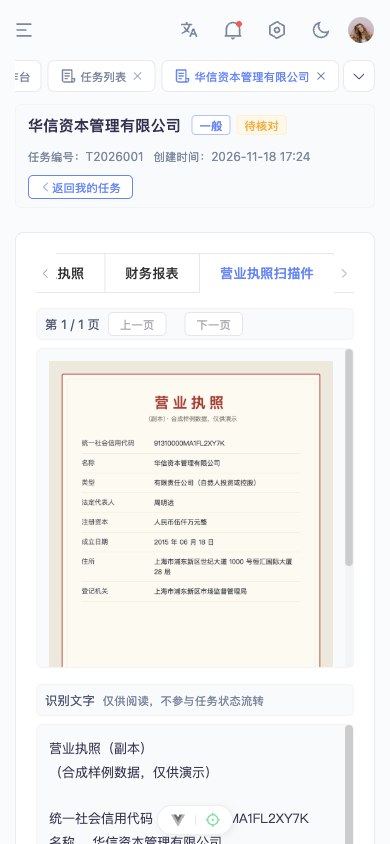 任务列表
华信资本管理有限公司
华信资本管理有限公司 一般 待核对
任务编号：T2026001 创建时间：2026-11-18 17:24
返回我的任务
执照 财务报表 营业执照扫描件
第 1 / 1 页 上一页 下一页
营业执照
(副本) · 合成样例数据，仅供演示
统一社会信用代码 91310000MA1FL2XY7K
名称 华信资本管理有限公司
类型 有限责任公司（自然人投资或控股）
法定代表人 周明远
注册资本 人民币伍仟万元整
成立日期 2015 年 06 月 18 日
住所 上海市浦东新区世纪大道 1000 号恒汇国际大厦
28 层
登记机关 上海市浦东新区市场监督管理局
识别文字 仅供阅读，不参与任务状态流转
营业执照（副本）
（合成样例数据，仅供演示）
统一社会信用代码 MA1FL2XY7K
名称 华信资本管理有限公司